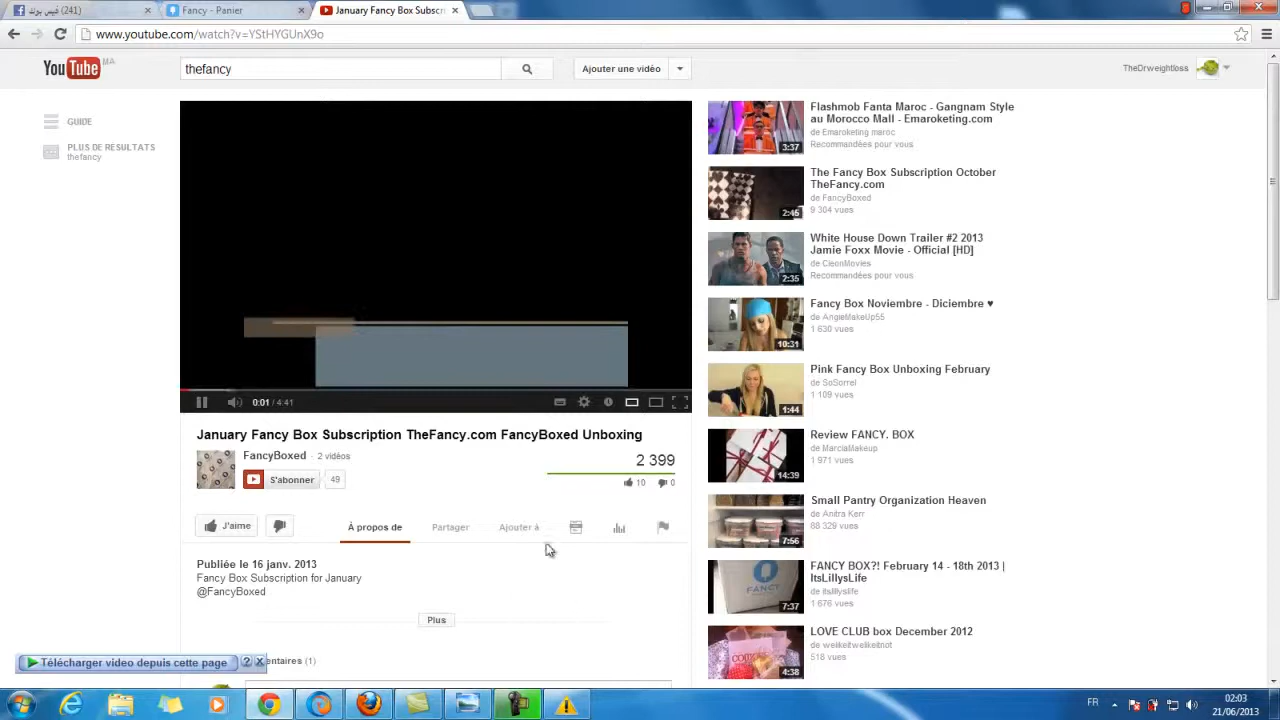 (241) فيس بوك
Fancy - Panier
January Fancy Box Subscr
www.youtube.com/watch?v=YStHYGUnX9o
YouTube MA
thefancy
Ajouter une vidéo
TheDrweightloss
GUIDE
PLUS DE RÉSULTATS
thefancy
0:01 / 4:41
January Fancy Box Subscription TheFancy.com FancyBoxed Unboxing
FancyBoxed · 2 vidéos
S'abonner 49
2 399
10 0
J'aime
À propos de Partager Ajouter à
Publiée le 16 janv. 2013
Fancy Box Subscription for January
@FancyBoxed
Plus
Télécharger video depuis cette page ? X
entaires (1)
3:37
Flashmob Fanta Maroc - Gangnam Style
au Morocco Mall - Emaroketing.com
de Emaroketing maroc
Recommandées pour vous
2:45
The Fancy Box Subscription October
TheFancy.com
de FancyBoxed
9 304 vues
2:35
White House Down Trailer #2 2013
Jamie Foxx Movie - Official [HD]
de CleonMovies
Recommandées pour vous
10:31
Fancy Box Noviembre - Diciembre ♥
de AngieMakeUp55
1 630 vues
1:44
Pink Fancy Box Unboxing February
de SoSorrel
1 109 vues
14:39
Review FANCY. BOX
de MarciaMakeup
1 971 vues
7:56
Small Pantry Organization Heaven
de Anitra Kerr
68 329 vues
FANCY
7:37
FANCY BOX?! February 14 - 18th 2013 |
ItsLillysLife
de itslillyslife
1 676 vues
4:38
LOVE CLUB box December 2012
de welikeitwelikeitnot
518 vues
FR
02:03
21/06/2013